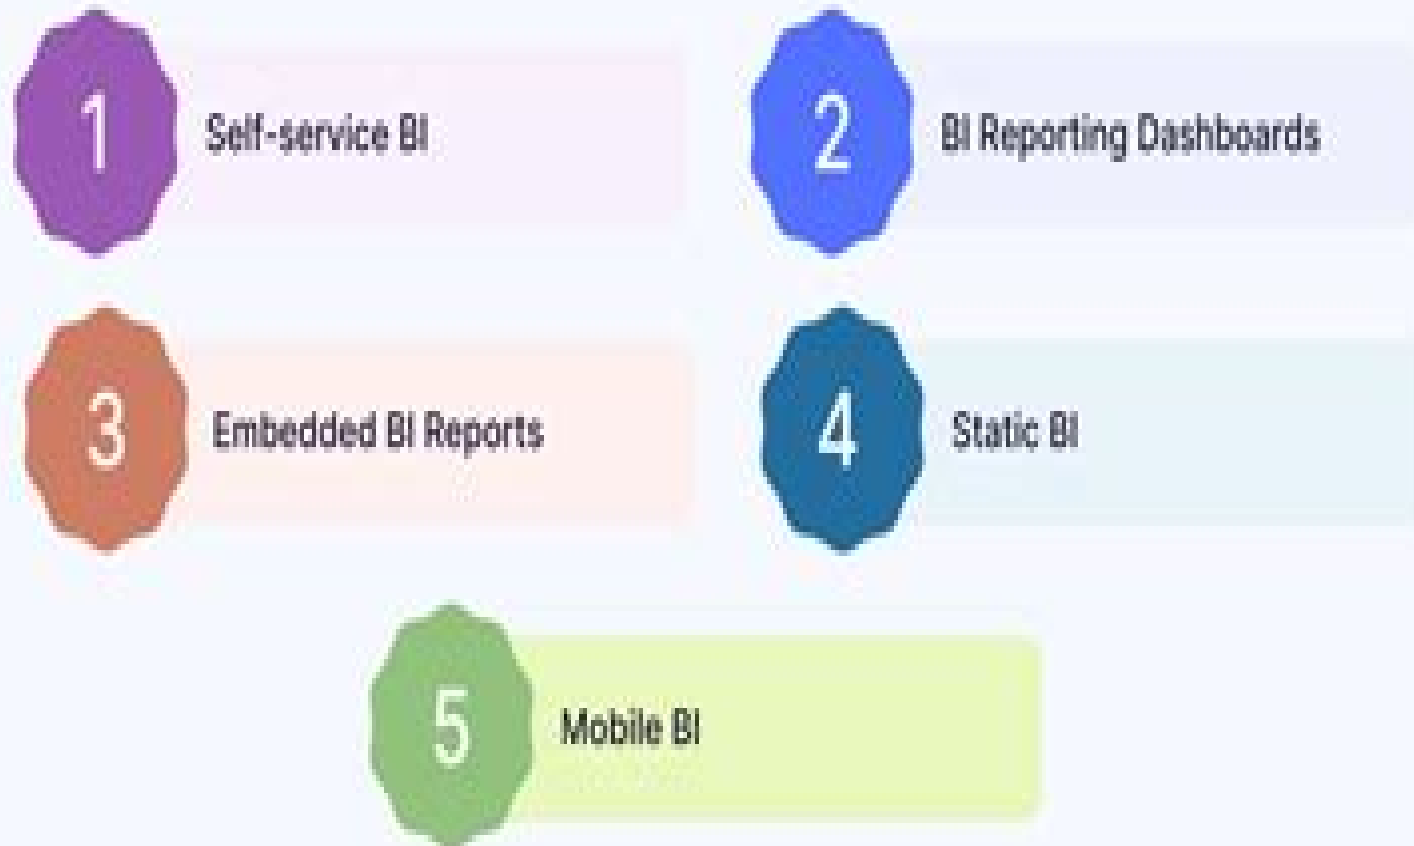 1
Self-service BI
2
BI Reporting Dashboards
3
Embedded BI Reports
4
Static BI
5
Mobile BI